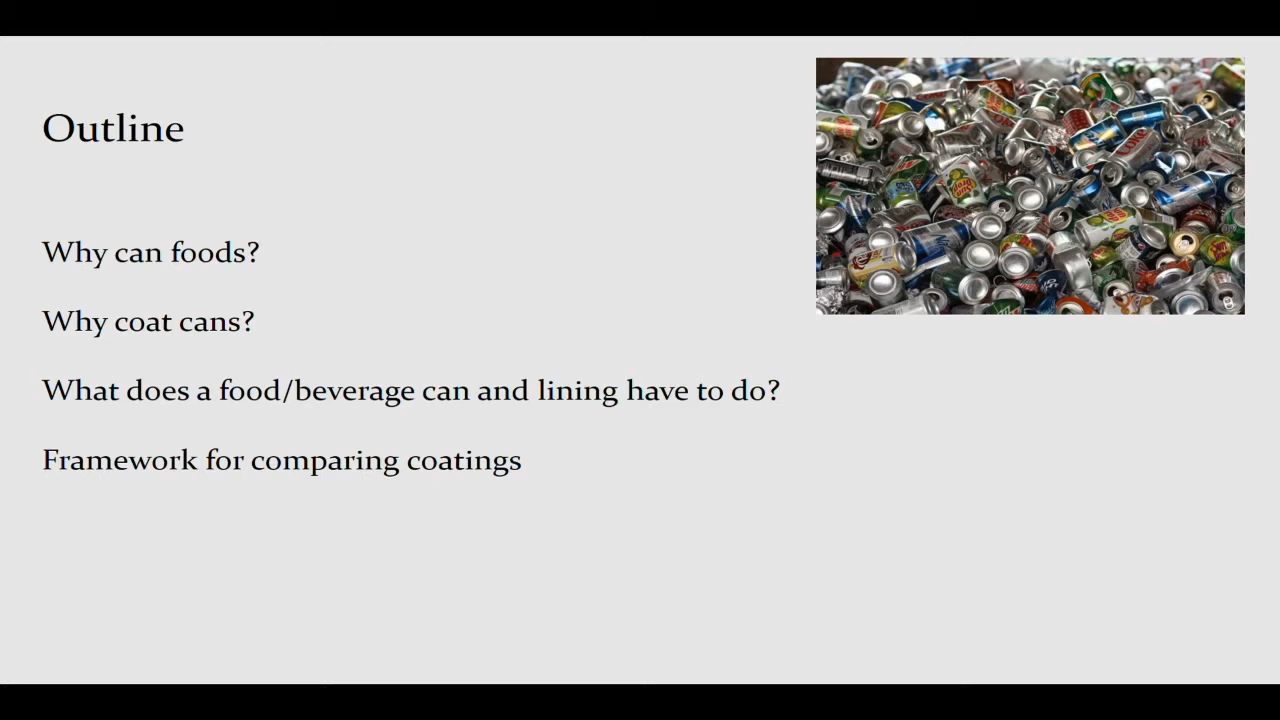 Outline
Why can foods?
Why coat cans?
What does a food/beverage can and lining have to do?
Framework for comparing coatings